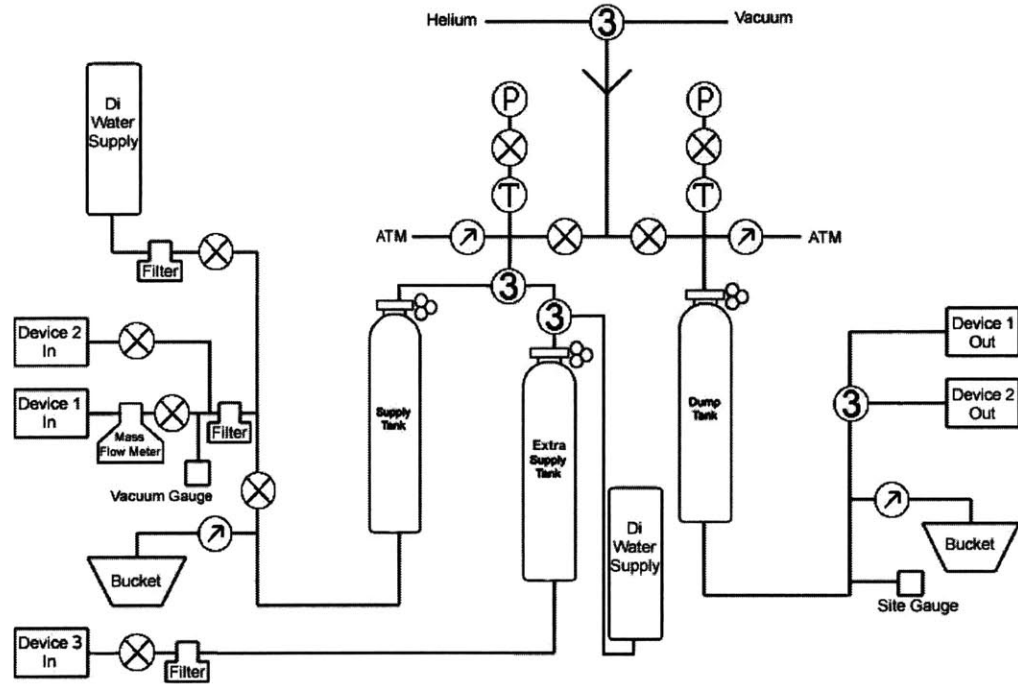 Helium
3
Vacuum
Di
Water
Supply
P
P
T
T
ATM
ATM
Filter
3
3
Device 2
In
Device 1
In
Mass
Flow Meter
Filter
Vacuum Gauge
Supply
Tank
Extra
Supply
Tank
Dump
Tank
Device 1
Out
3
Device 2
Out
Di
Water
Supply
Bucket
Bucket
Site Gauge
Device 3
In
Filter